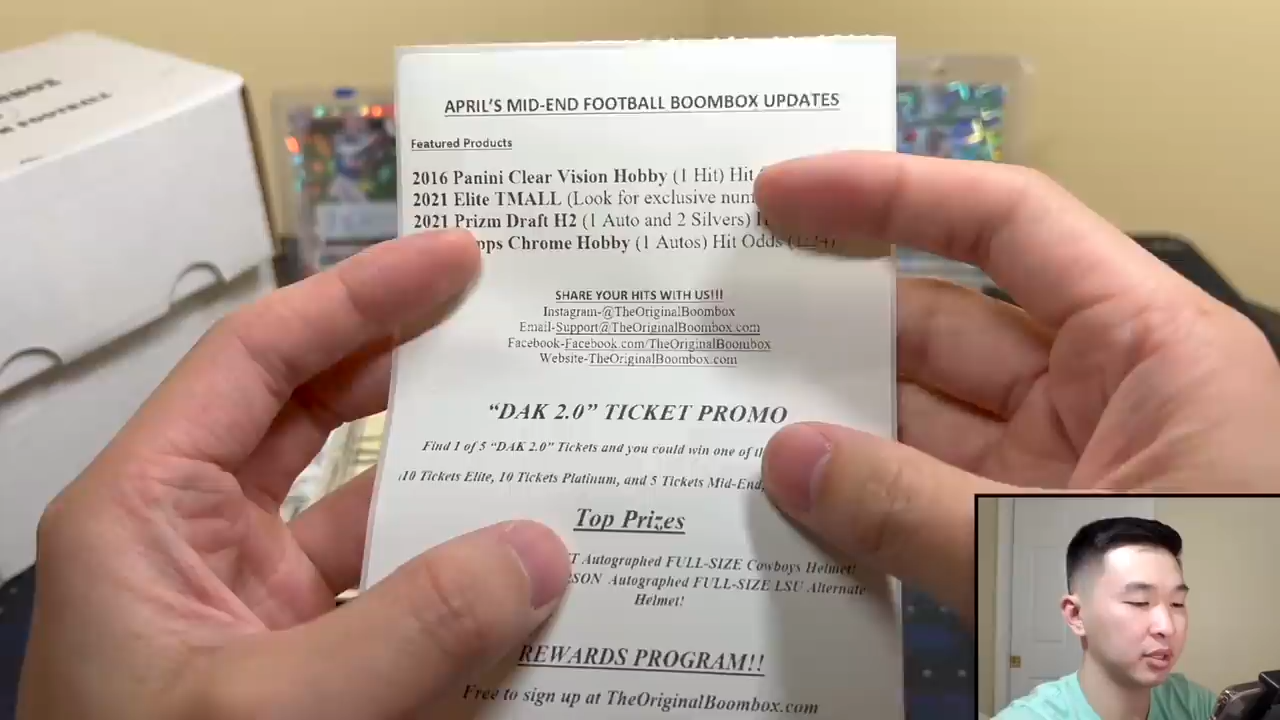 FOOTBALL
APRIL'S MID-END FOOTBALL BOOMBOX UPDATES
Featured Products
2016 Panini Clear Vision Hobby (1 Hit) Hit
2021 Elite TMALL (Look for exclusive
2021 Prizm Draft H2 (1 Auto and 2 Silvers)
Chrome Hobby (1 Autos) Hit Odds
SHARE YOUR HITS WITH US!!!
Instagram-@TheOriginalBoombox
Email-Support@TheOriginalBoombox.com
Facebook-Facebook.com/TheOriginalBoombox
Website-TheOriginalBoombox.com
"DAK 2.0" TICKET PROMO
Find 1 of 5 "DAK 2.0" Tickets and you could win one of
10 Tickets Elite, 10 Tickets Platinum, and 5 Tickets Mid-End,
Top Prizes
Autographed FULL-SIZE Cowboys Helmet!
Autographed FULL-SIZE LSU Alternate
Helmet!
REWARDS PROGRAM!!
Free to sign up at TheOriginalBoombox.com